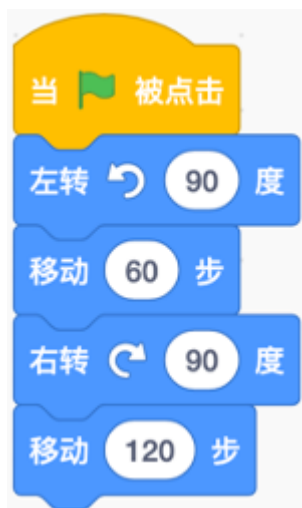 当 被点击
左转 90 度
移动 60 步
右转 90 度
移动 120 步